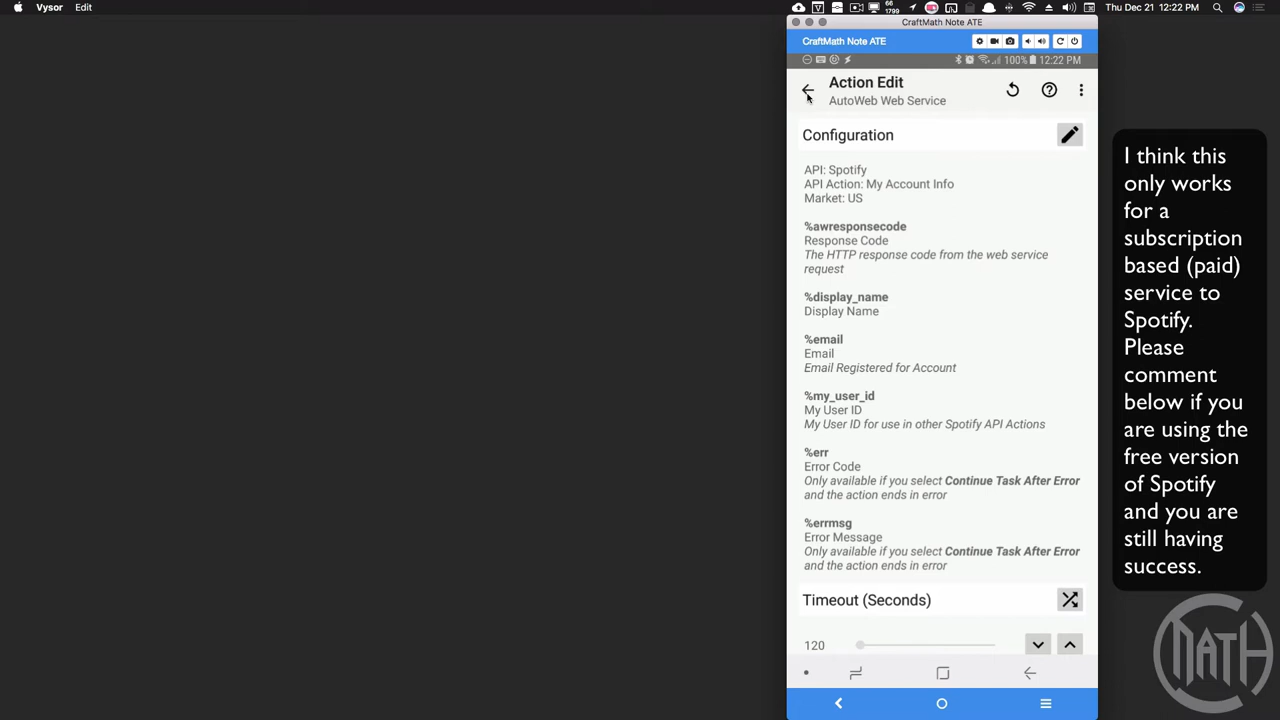 Vysor Edit
66
1799
Thu Dec 21 12:22 PM
CraftMath Note ATE
CraftMath Note ATE
100% 12:22 PM
Action Edit
AutoWeb Web Service
Configuration
API: Spotify
API Action: My Account Info
Market: US
%awresponsecode
Response Code
The HTTP response code from the web service
request
%display_name
Display Name
%email
Email
Email Registered for Account
%my_user_id
My User ID
My User ID for use in other Spotify API Actions
%err
Error Code
Only available if you select Continue Task After Error
and the action ends in error
%errmsg
Error Message
Only available if you select Continue Task After Error
and the action ends in error
Timeout (Seconds)
120
I think this
only works
for a
subscription
based (paid)
service to
Spotify.
Please
comment
below if you
are using the
free version
of Spotify
and you are
still having
success.
MATH